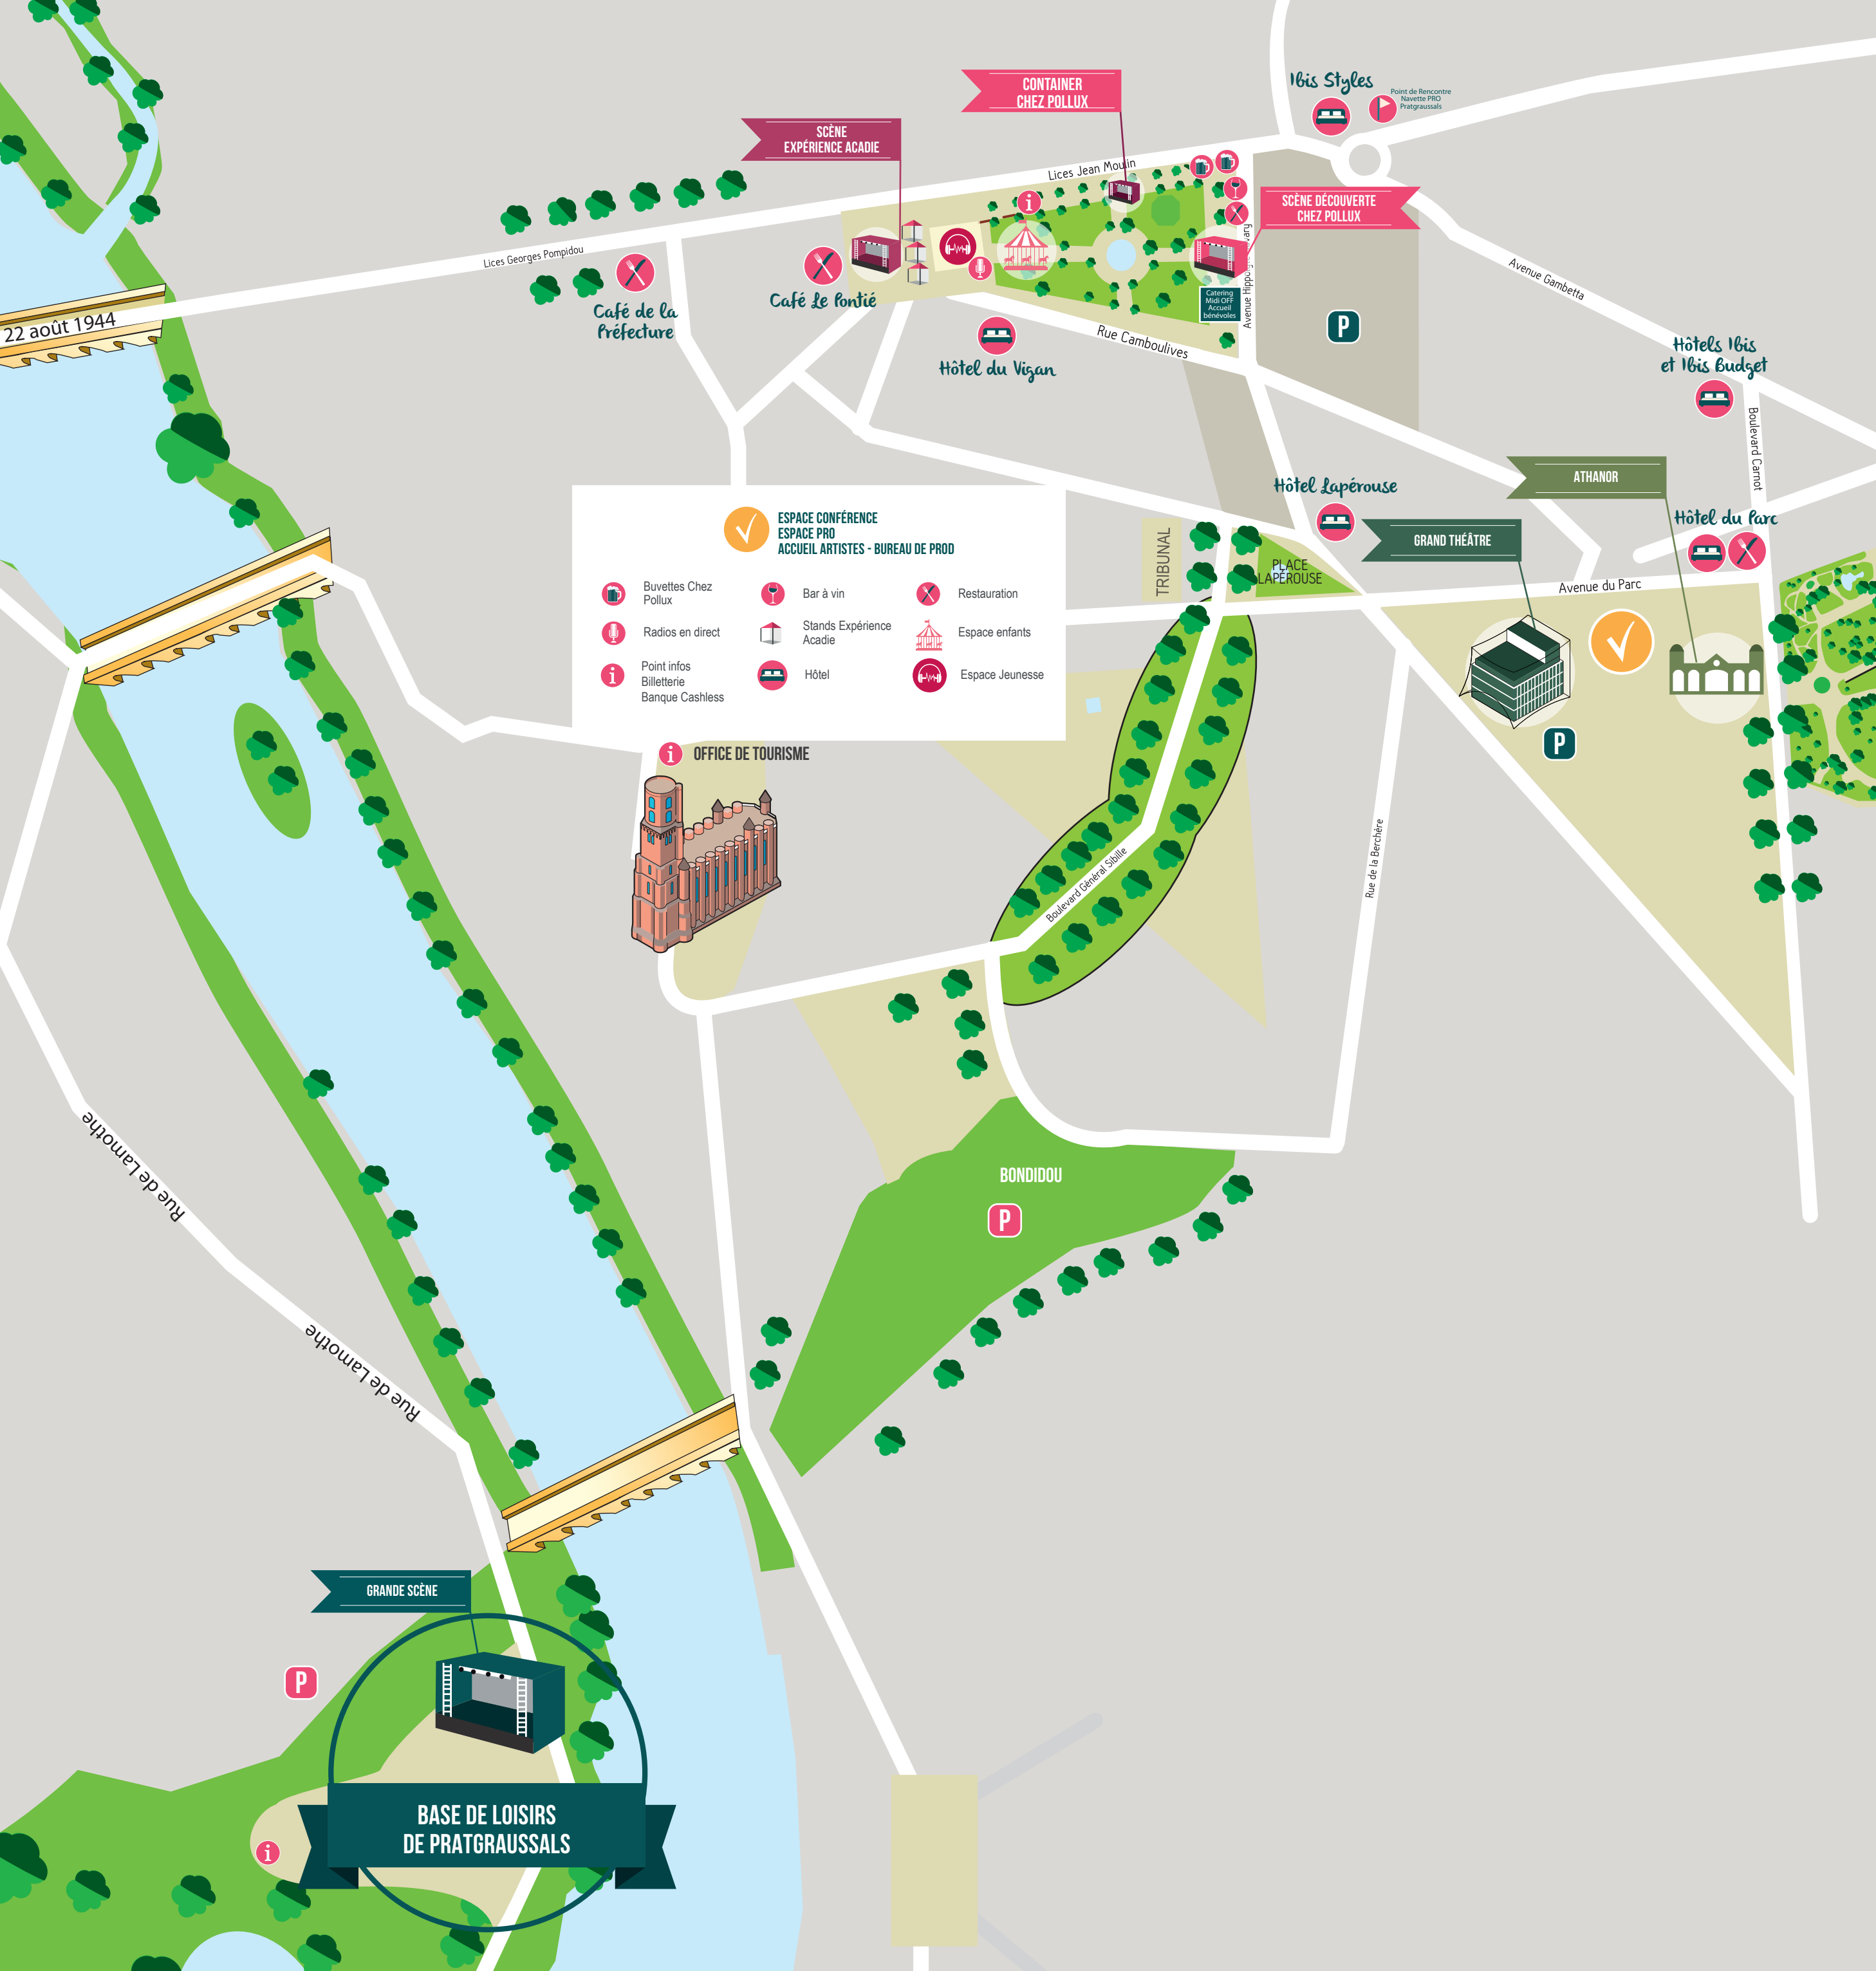 Ibis Styles
Point de Rencontre
Navette PRO
Pratgraussals
CONTAINER
CHEZ POLLUX
SCÈNE
EXPÉRIENCE ACADIE
Lices Jean Moulin
SCÈNE DÉCOUVERTE
CHEZ POLLUX
i
Lices Georges Pompidou
Avenue Gambetta
Café de la
Préfecture
Café Le Pontié
Catering
Midi OFF
Accueil
bénévoles
Avenue
22 août 1944
P
Rue Camboulives
Hôtel du Vigan
Hôtels Ibis
et Ibis Budget
Boulevard Carnot
ATHANOR
Hôtel Lapérouse
Hôtel du Parc
GRAND THÉÂTRE
ESPACE CONFÉRENCE
ESPACE PRO
ACCUEIL ARTISTES - BUREAU DE PROD
TRIBUNAL
PLACE
LAPÉROUSE
Avenue du Parc
Buvettes Chez
Pollux
Bar à vin
Restauration
Radios en direct
Stands Expérience
Acadie
Espace enfants
i
Point infos
Billetterie
Banque Cashless
Hôtel
Espace Jeunesse
P
i
OFFICE DE TOURISME
Boulevard Général Sibille
Rue de la Berchère
Rue de Lamothe
BONDIDOU
P
Rue de Lamothe
GRANDE SCÈNE
P
BASE DE LOISIRS
DE PRATGRAUSSALS
i